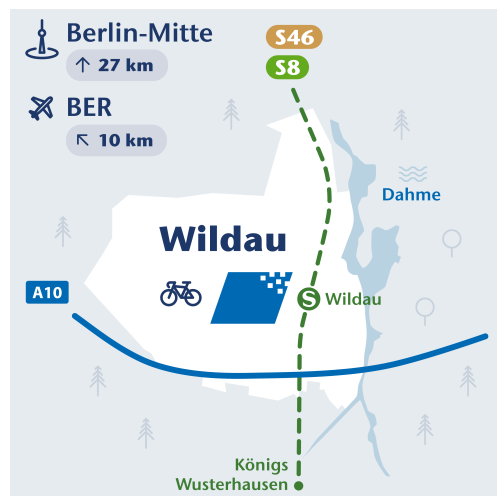 Berlin-Mitte
↑ 27 km
BER
↖ 10 km
S46
S8
Dahme
Wildau
A10
S Wildau
Königs
Wusterhausen